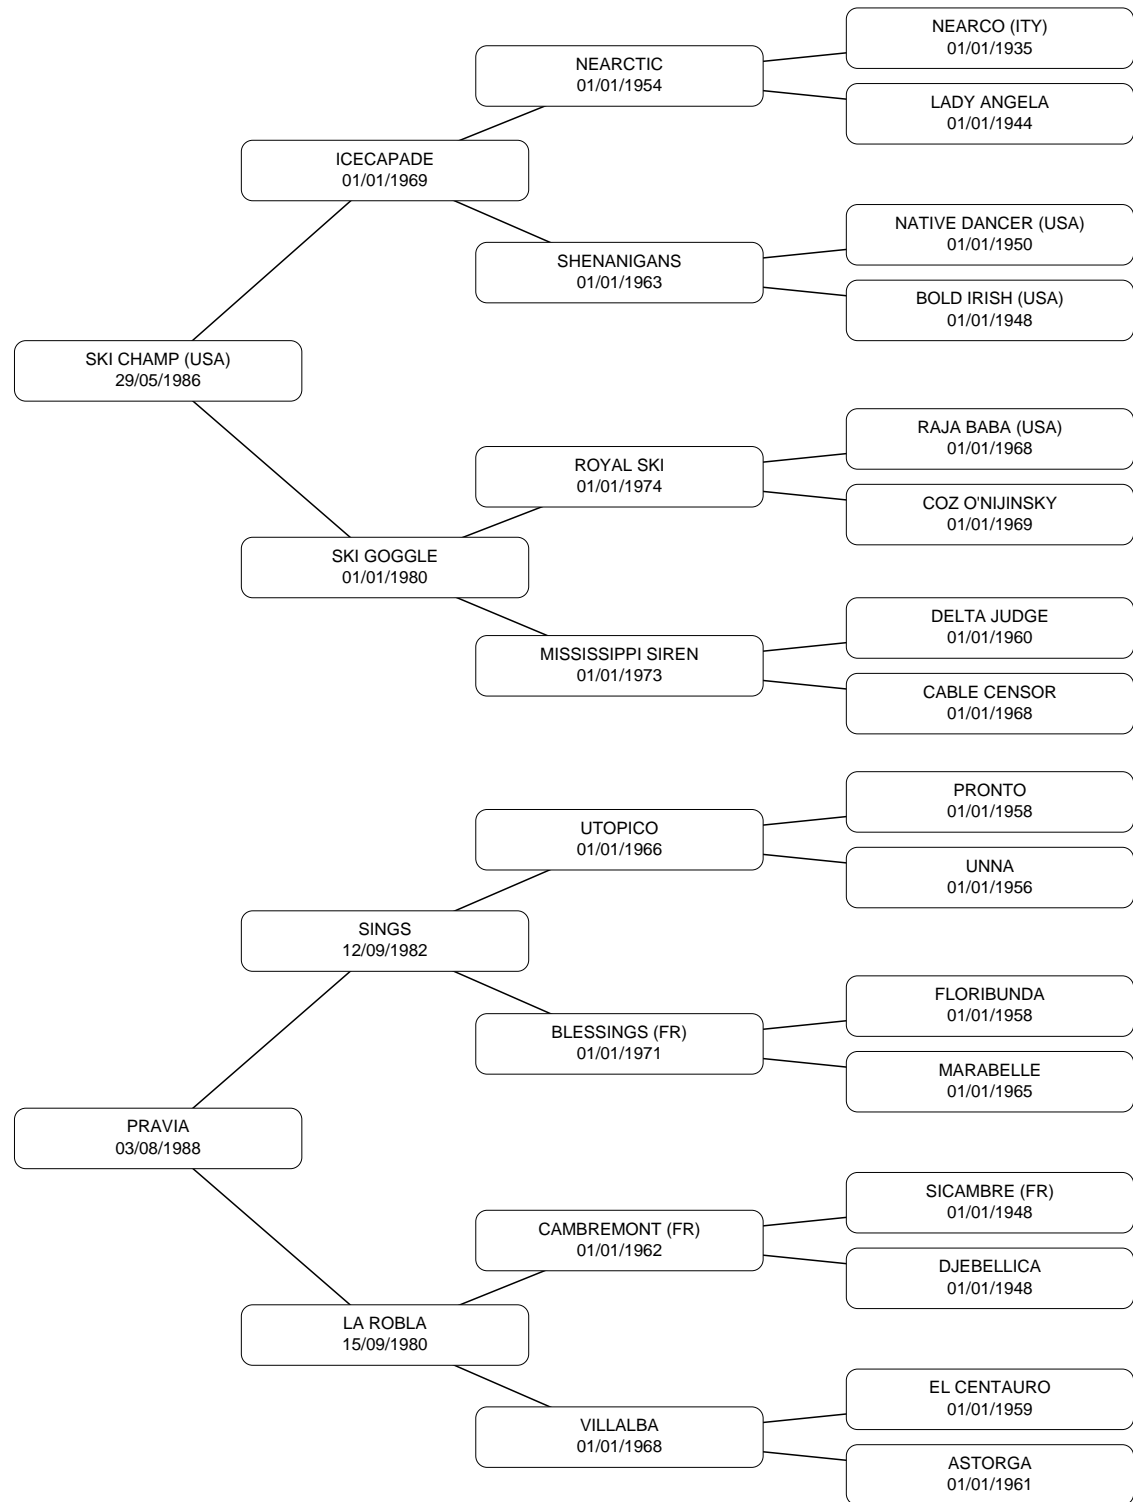 NEARCO (ITY)
01/01/1935
NEARCTIC
01/01/1954
LADY ANGELA
01/01/1944
ICECAPADE
01/01/1969
NATIVE DANCER (USA)
01/01/1950
SHENANIGANS
01/01/1963
BOLD IRISH (USA)
01/01/1948
SKI CHAMP (USA)
29/05/1986
RAJA BABA (USA)
01/01/1968
ROYAL SKI
01/01/1974
COZ O'NIJINSKY
01/01/1969
SKI GOGGLE
01/01/1980
DELTA JUDGE
01/01/1960
MISSISSIPPI SIREN
01/01/1973
CABLE CENSOR
01/01/1968
PRONTO
01/01/1958
UTOPICO
01/01/1966
UNNA
01/01/1956
SINGS
12/09/1982
FLORIBUNDA
01/01/1958
BLESSINGS (FR)
01/01/1971
MARABELLE
01/01/1965
PRAVIA
03/08/1988
SICAMBRE (FR)
01/01/1948
CAMBREMONT (FR)
01/01/1962
DJEBELLICA
01/01/1948
LA ROBLA
15/09/1980
EL CENTAURO
01/01/1959
VILLALBA
01/01/1968
ASTORGA
01/01/1961